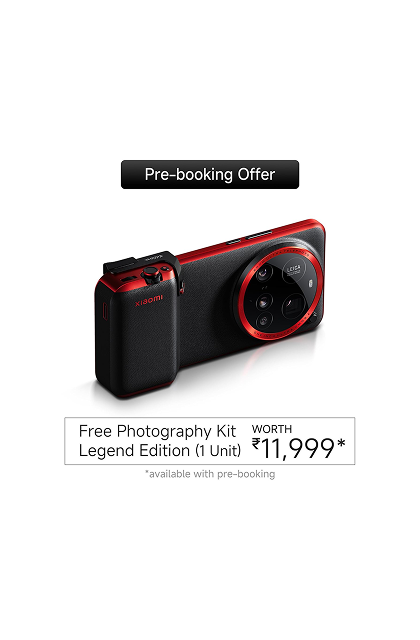 Pre-booking Offer
XIAOMI
LEICA
Free Photography Kit
Legend Edition (1 Unit)
WORTH
₹11,999*
*available with pre-booking